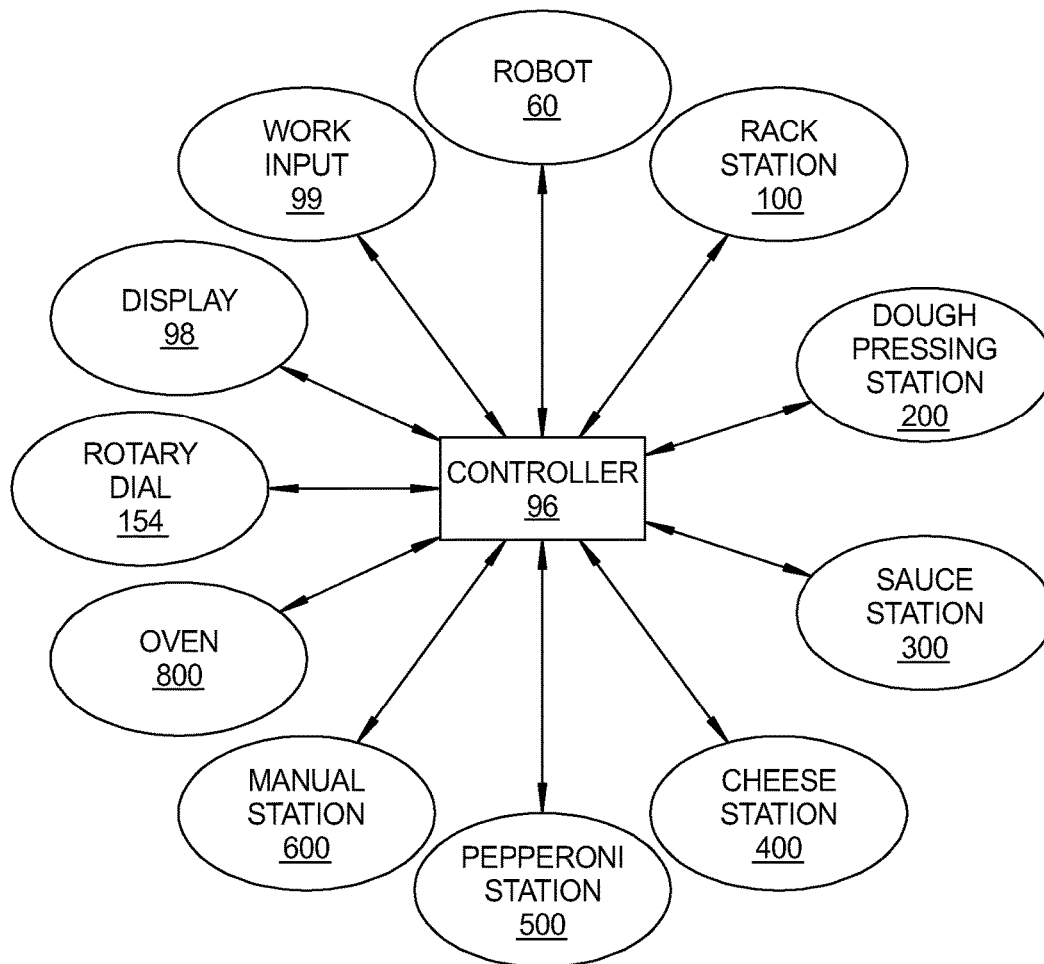 ROBOT
60
WORK
INPUT
99
RACK
STATION
100
DISPLAY
98
DOUGH
PRESSING
STATION
200
ROTARY
DIAL
154
CONTROLLER
96
OVEN
800
SAUCE
STATION
300
MANUAL
STATION
600
PEPPERONI
STATION
500
CHEESE
STATION
400